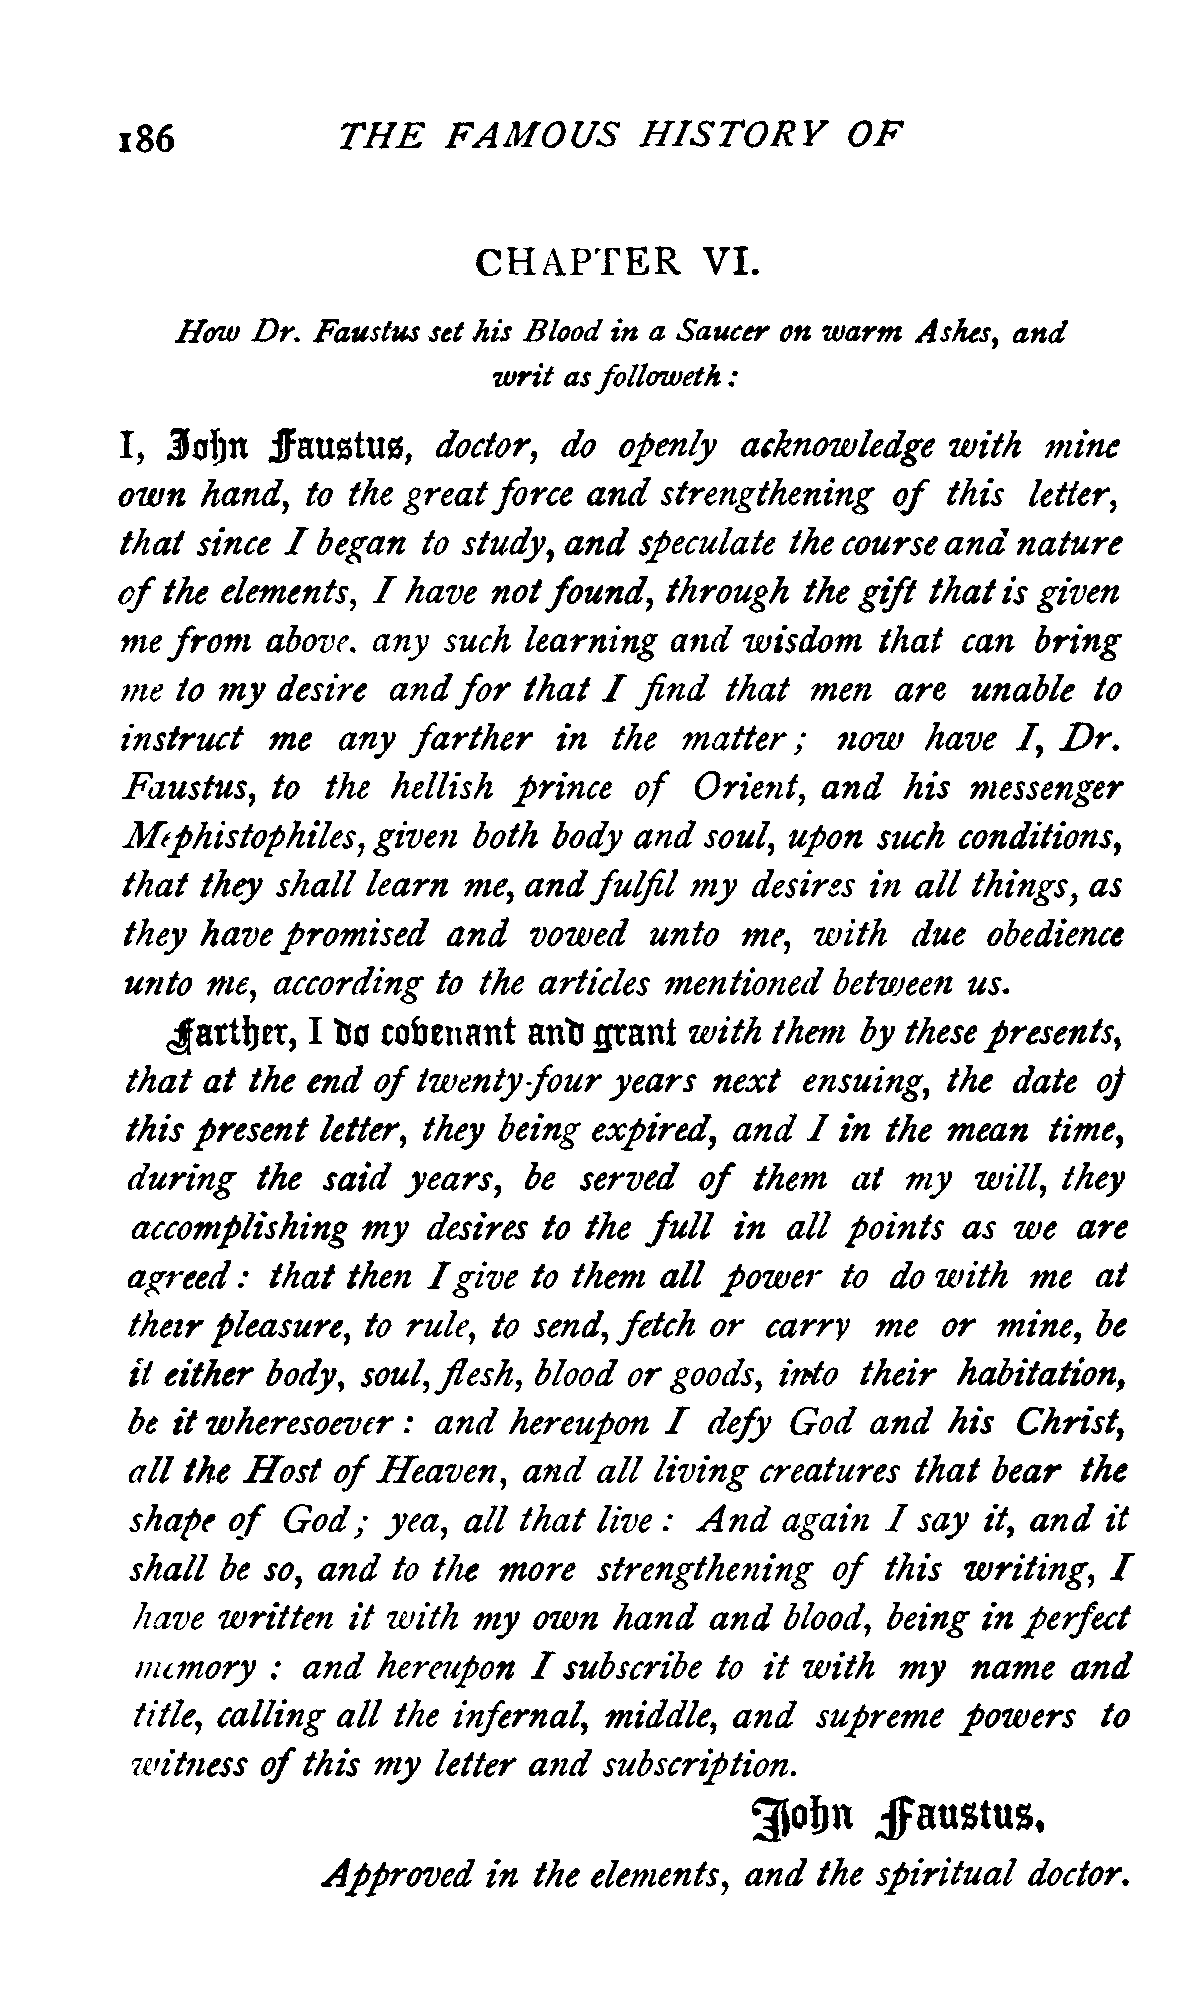 186 THE FAMOUS HISTORY OF
CHAPTER VI.
How Dr. Faustus set his Blood in a Saucer on warm Ashes, and
writ as followeth :
I, John Faustus, doctor, do openly acknowledge with mine
own hand, to the great force and strengthening of this letter,
that since I began to study, and speculate the course and nature
of the elements, I have not found, through the gift that is given
me from above. any such learning and wisdom that can bring
me to my desire and for that I find that men are unable to
instruct me any farther in the matter ; now have I, Dr.
Faustus, to the hellish prince of Orient, and his messenger
Mephistophiles, given both body and soul, upon such conditions,
that they shall learn me, and fulfil my desires in all things, as
they have promised and vowed unto me, with due obedience
unto me, according to the articles mentioned between us.
Farther, I do covenant and grant with them by these presents,
that at the end of twenty-four years next ensuing, the date of
this present letter, they being expired, and I in the mean time,
during the said years, be served of them at my will, they
accomplishing my desires to the full in all points as we are
agreed : that then I give to them all power to do with me at
their pleasure, to rule, to send, fetch or carry me or mine, be
it either body, soul, flesh, blood or goods, into their habitation,
be it wheresoever : and hereupon I defy God and his Christ,
all the Host of Heaven, and all living creatures that bear the
shape of God ; yea, all that live : And again I say it, and it
shall be so, and to the more strengthening of this writing, I
have written it with my own hand and blood, being in perfect
memory : and hereupon I subscribe to it with my name and
title, calling all the infernal, middle, and supreme powers to
witness of this my letter and subscription.
John Faustus,
Approved in the elements, and the spiritual doctor.